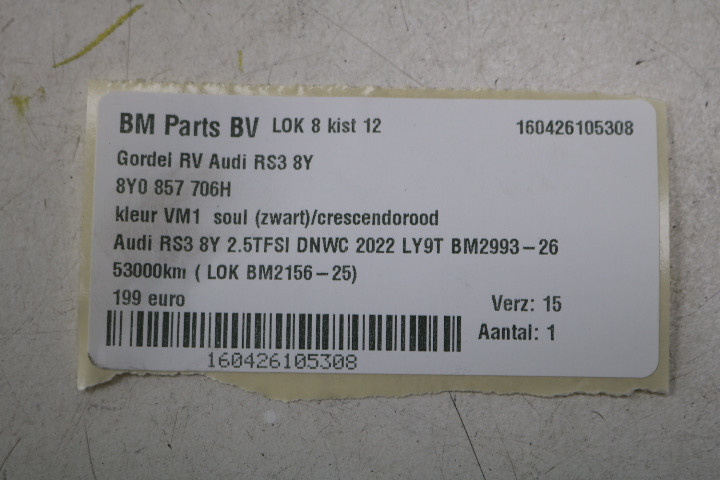 BM Parts BV LOK 8 kist 12 160426105308
Gordel RV Audi RS3 8Y
8Y0 857 706H
kleur VM1 soul (zwart)/crescendorood
Audi RS3 8Y 2.5TFSI DNWC 2022 LY9T BM2993-26
53000km ( LOK BM2156-25)
199 euro Verz: 15
Aantal: 1
160426105308